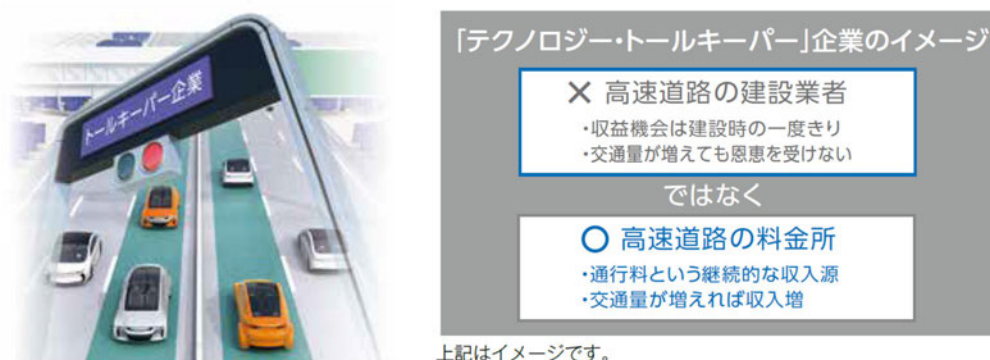 トールキーパー企業
「テクノロジー・トールキーパー」企業のイメージ
× 高速道路の建設業者
・収益機会は建設時の一度きり
・交通量が増えても恩恵を受けない
ではなく
○ 高速道路の料金所
・通行料という継続的な収入源
・交通量が増えれば収入増
上記はイメージです。